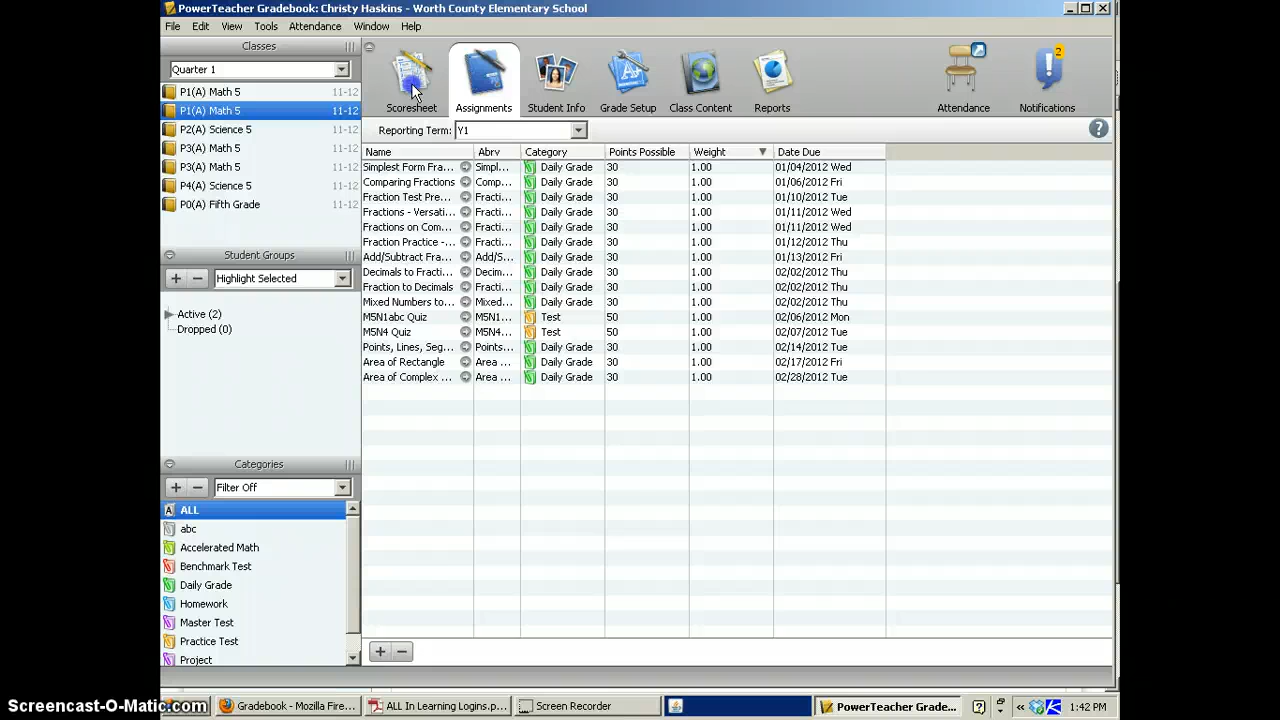 PowerTeacher Gradebook: Christy Haskins - Worth County Elementary School
File Edit View Tools Attendance Window Help
Classes
Quarter 1
P1(A) Math 5 11-12
P1(A) Math 5 11-12
P2(A) Science 5 11-12
P3(A) Math 5 11-12
P3(A) Math 5 11-12
P4(A) Science 5 11-12
P0(A) Fifth Grade 11-12
Student Groups
Highlight Selected
Active (2)
Dropped (0)
Categories
Filter Off
ALL
abc
Accelerated Math
Benchmark Test
Daily Grade
Homework
Master Test
Practice Test
Project
Scoresheet Assignments Student Info Grade Setup Class Content Reports Attendance 2 Notifications
Reporting Term: Y1
Name Abrv Category Points Possible Weight Date Due
Simplest Form Fra... Simpl... Daily Grade 30 1.00 01/04/2012 Wed
Comparing Fractions Comp... Daily Grade 30 1.00 01/06/2012 Fri
Fraction Test Pre... Fracti... Daily Grade 30 1.00 01/10/2012 Tue
Fractions - Versati... Fracti... Daily Grade 30 1.00 01/11/2012 Wed
Fractions on Com... Fracti... Daily Grade 30 1.00 01/11/2012 Wed
Fraction Practice -... Fracti... Daily Grade 30 1.00 01/12/2012 Thu
Add/Subtract Fra... Add/S... Daily Grade 30 1.00 01/13/2012 Fri
Decimals to Fracti... Decim... Daily Grade 30 1.00 02/02/2012 Thu
Fraction to Decimals Fracti... Daily Grade 30 1.00 02/02/2012 Thu
Mixed Numbers to... Mixed... Daily Grade 30 1.00 02/02/2012 Thu
M5N1abc Quiz M5N1... Test 50 1.00 02/06/2012 Mon
M5N4 Quiz M5N4... Test 50 1.00 02/07/2012 Tue
Points, Lines, Seg... Points... Daily Grade 30 1.00 02/14/2012 Tue
Area of Rectangle Area ... Daily Grade 30 1.00 02/17/2012 Fri
Area of Complex ... Area ... Daily Grade 30 1.00 02/28/2012 Tue
Screencast-O-Matic.com
Gradebook - Mozilla Fire... ALL In Learning Logins.p... Screen Recorder PowerTeacher Grade... 1:42 PM